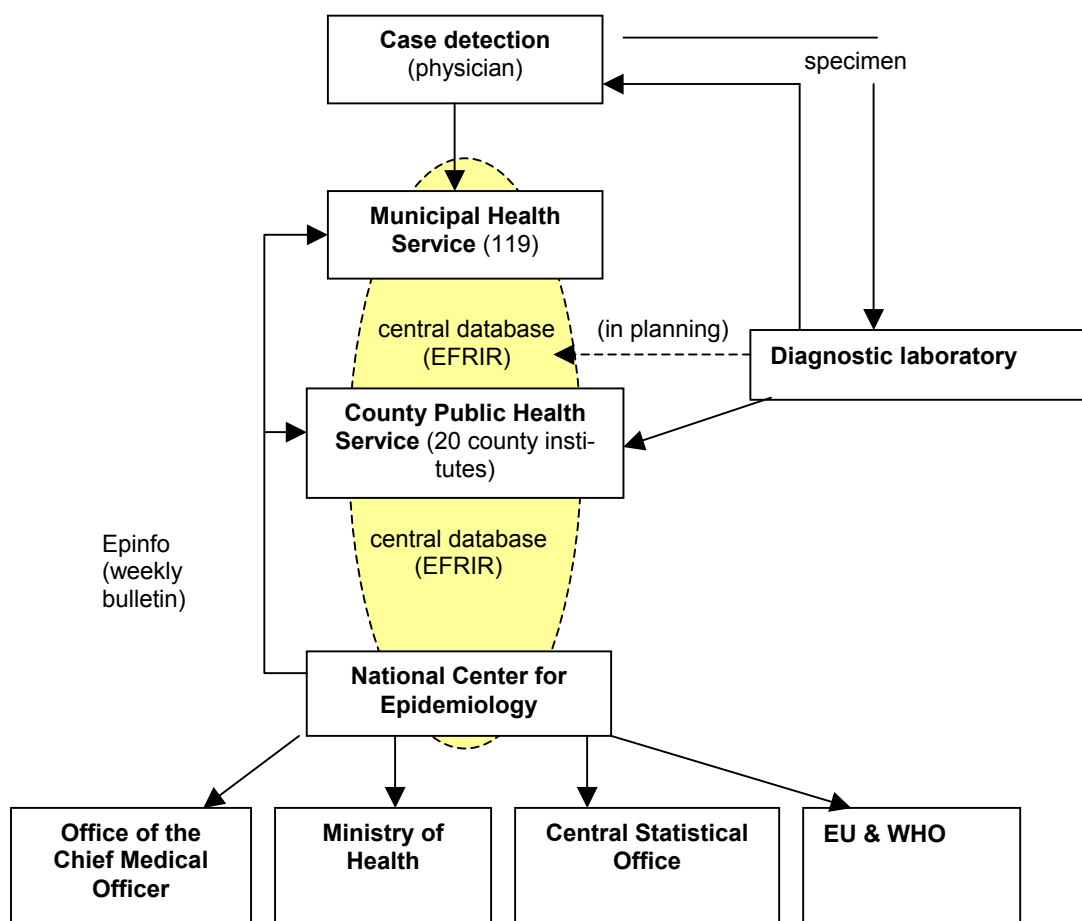 Case detection
(physician)
specimen
Municipal Health
Service (119)
central database
(EFRIR)
(in planning)
Diagnostic laboratory
County Public Health
Service (20 county insti-
tutes)
central database
(EFRIR)
Epinfo
(weekly
bulletin)
National Center for
Epidemiology
Office of the
Chief Medical
Officer
Ministry of
Health
Central Statistical
Office
EU & WHO